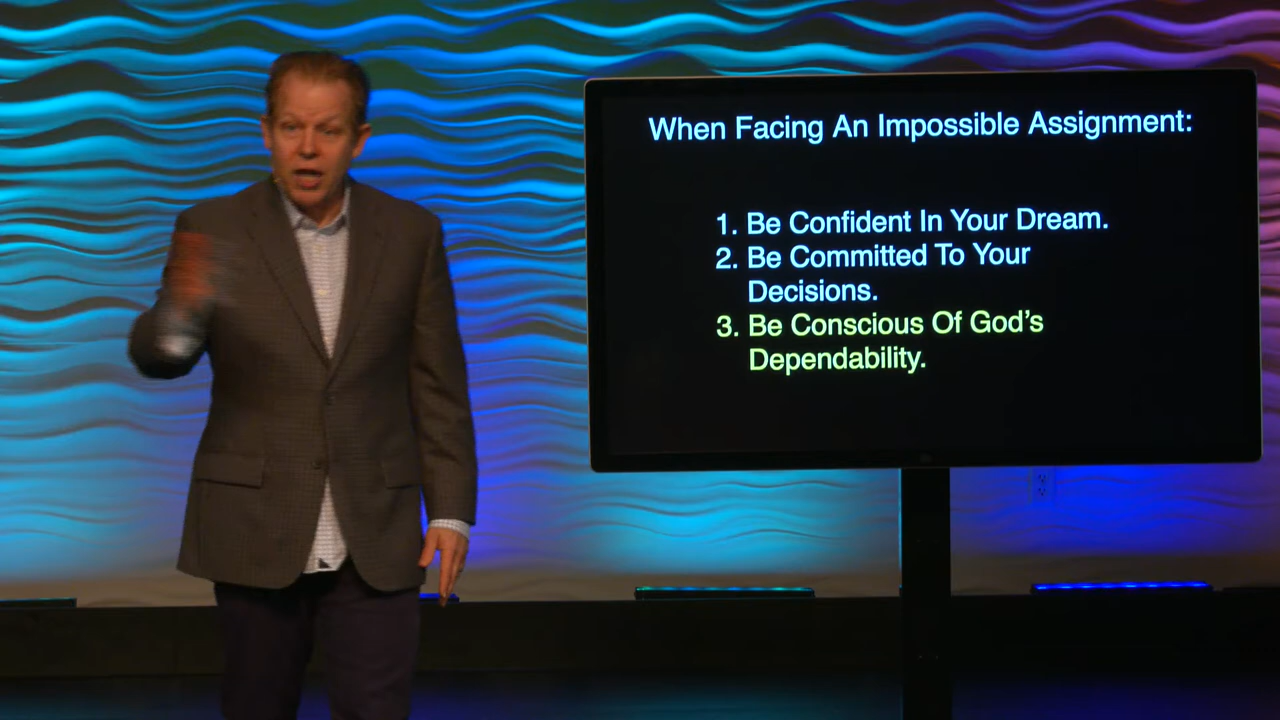 When Facing An Impossible Assignment:
1. Be Confident In Your Dream.
2. Be Committed To Your
Decisions.
3. Be Conscious Of God's
Dependability.